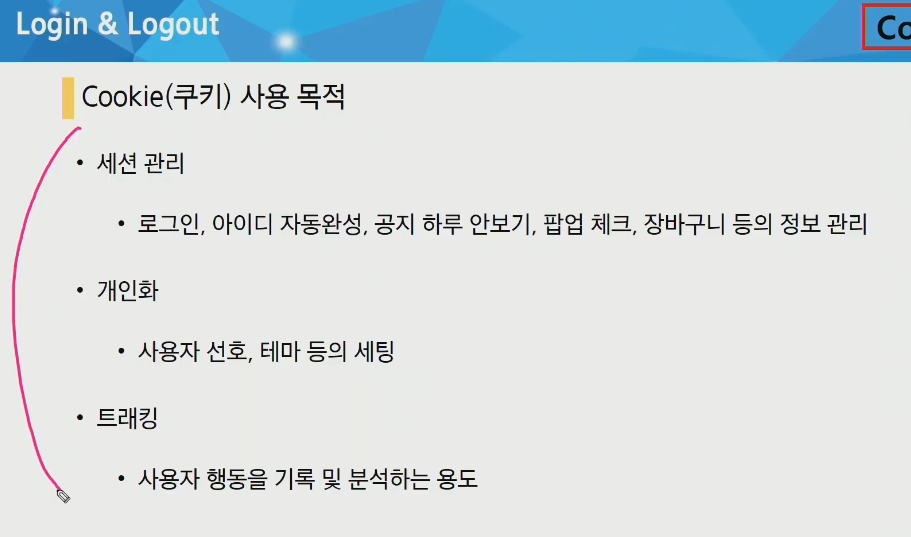 Login & Logout
Co
Cookie(쿠키) 사용 목적
• 세션 관리
• 로그인, 아이디 자동완성, 공지 하루 안보기, 팝업 체크, 장바구니 등의 정보 관리
• 개인화
• 사용자 선호, 테마 등의 세팅
• 트래킹
• 사용자 행동을 기록 및 분석하는 용도